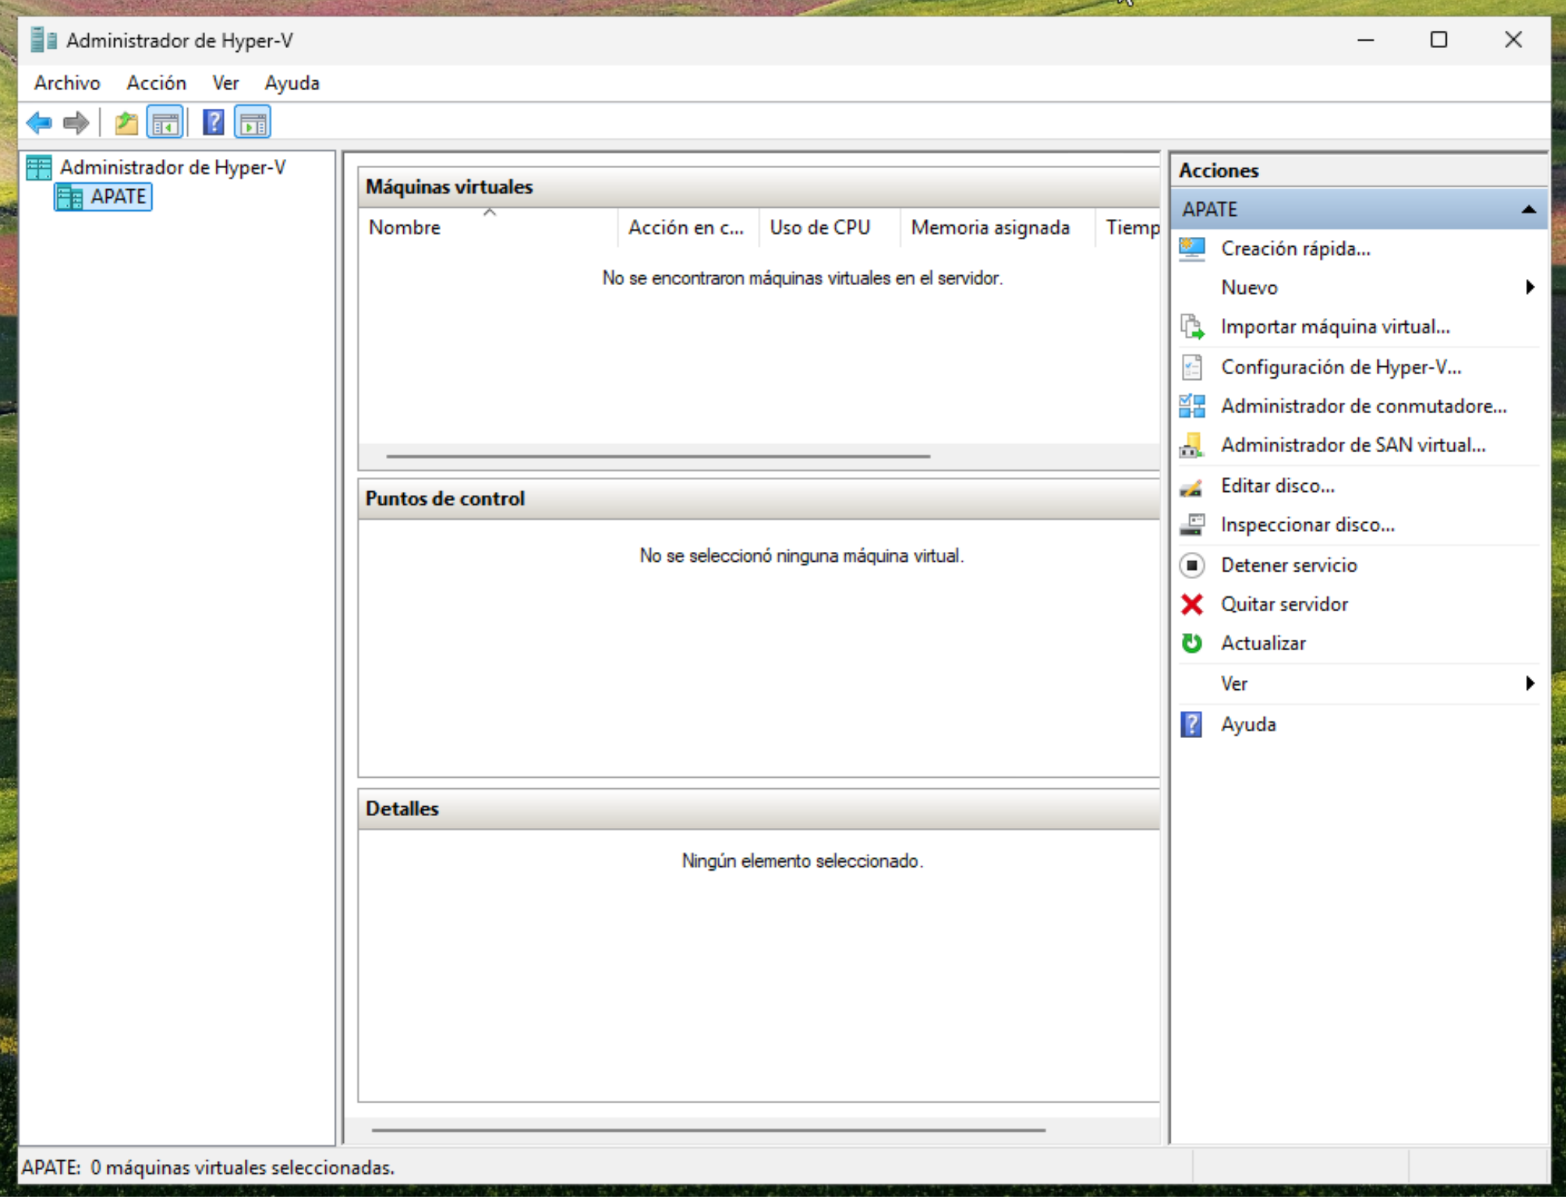 Administrador de Hyper-V
Archivo Acción Ver Ayuda
Administrador de Hyper-V
APATE
Máquinas virtuales
Nombre Acción en c... Uso de CPU Memoria asignada Tiemp
No se encontraron máquinas virtuales en el servidor.
Puntos de control
No se seleccionó ninguna máquina virtual.
Detalles
Ningún elemento seleccionado.
Acciones
APATE
Creación rápida...
Nuevo
Importar máquina virtual...
Configuración de Hyper-V...
Administrador de conmutadore...
Administrador de SAN virtual...
Editar disco...
Inspeccionar disco...
Detener servicio
Quitar servidor
Actualizar
Ver
Ayuda
APATE: 0 máquinas virtuales seleccionadas.